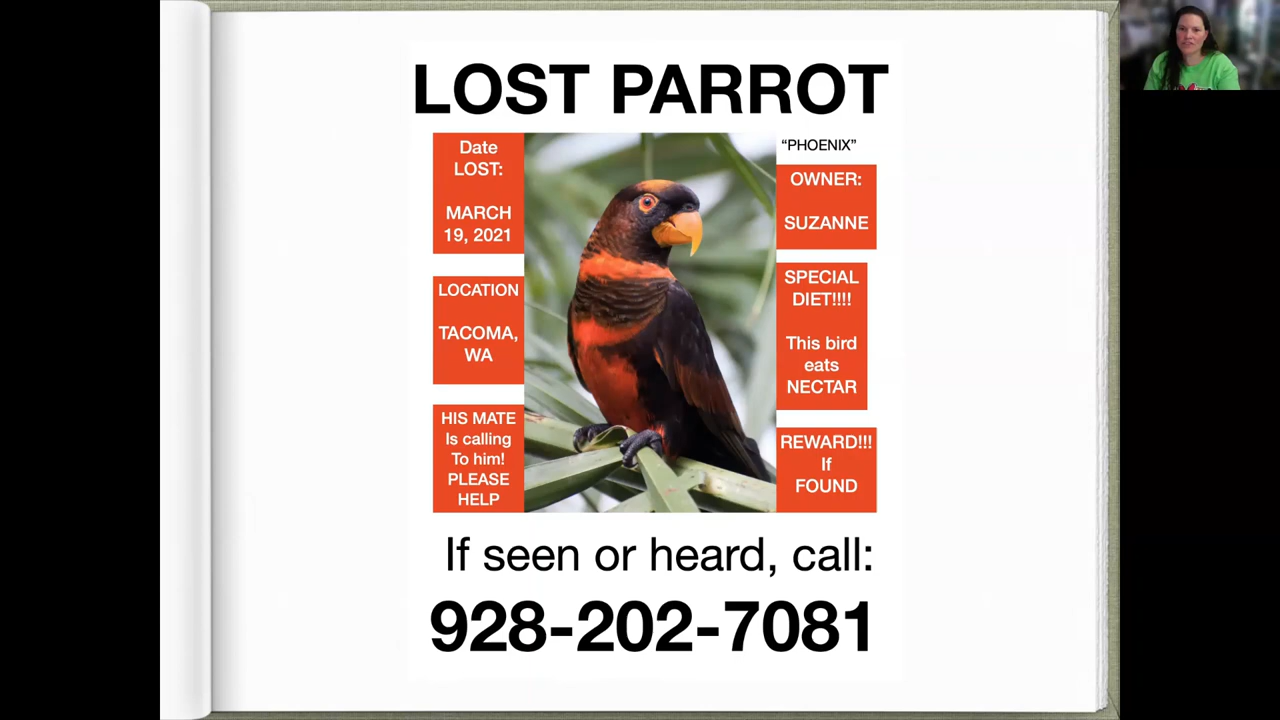 LOST PARROT
Date
LOST:
MARCH
19, 2021
LOCATION
TACOMA,
WA
HIS MATE
Is calling
To him!
PLEASE
HELP
“PHOENIX”
OWNER:
SUZANNE
SPECIAL
DIET!!!!
This bird
eats
NECTAR
REWARD!!!
If
FOUND
If seen or heard, call:
928-202-7081